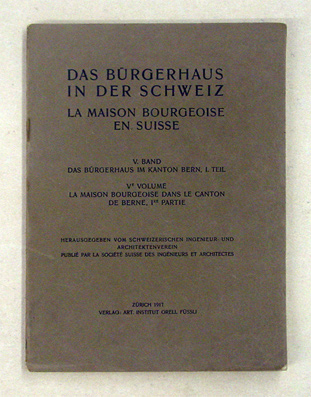 DAS BÜRGERHAUS
IN DER SCHWEIZ
LA MAISON BOURGEOISE
EN SUISSE
V. BAND
DAS BÜRGERHAUS IM KANTON BERN, I. TEIL
Vᵉ VOLUME
LA MAISON BOURGEOISE DANS LE CANTON
DE BERNE, Iʳᵉ PARTIE
HERAUSGEGEBEN VOM SCHWEIZERISCHEN INGENIEUR- UND
ARCHITEKTENVEREIN
PUBLIÉ PAR LA SOCIÉTÉ SUISSE DES INGÉNIEURS ET ARCHITECTES
ZÜRICH 1917
VERLAG: ART. INSTITUT ORELL FÜSSLI